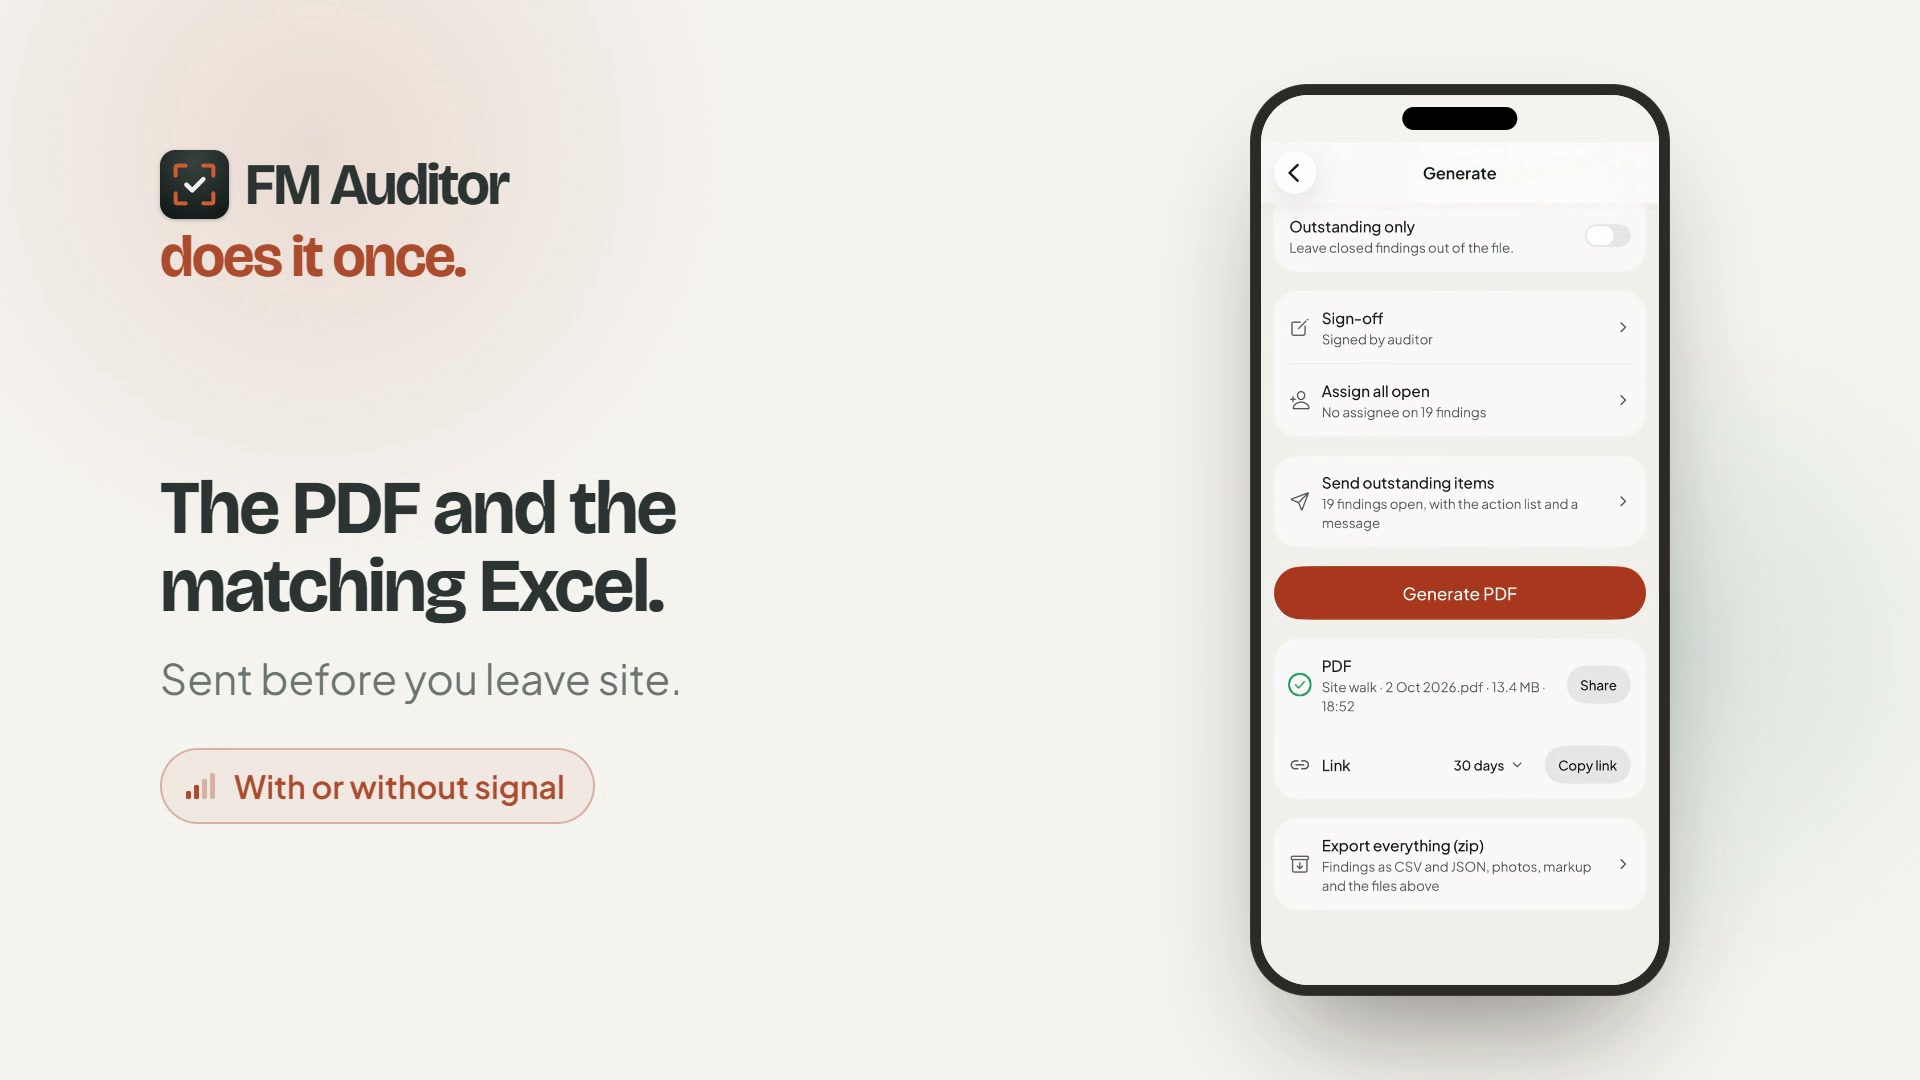 FM Auditor
does it once.
The PDF and the
matching Excel.
Sent before you leave site.
With or without signal
Generate
Outstanding only
Leave closed findings out of the file.
Sign-off
Signed by auditor
Assign all open
No assignee on 19 findings
Send outstanding items
19 findings open, with the action list and a
message
Generate PDF
PDF
Site walk · 2 Oct 2026.pdf · 13.4 MB ·
18:52
Share
Link
30 days
Copy link
Export everything (zip)
Findings as CSV and JSON, photos, markup
and the files above